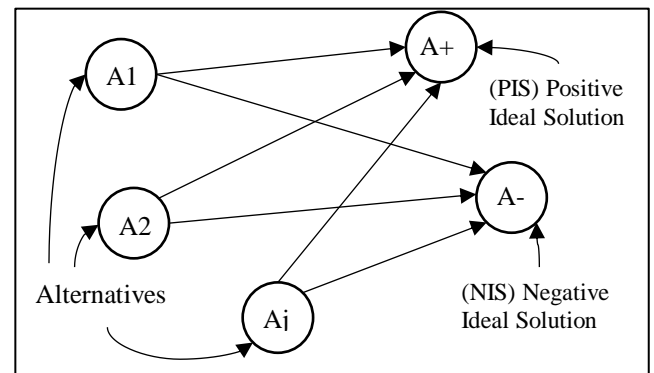 A1
A+
(PIS) Positive
Ideal Solution
A2
A-
Alternatives
Aj
(NIS) Negative
Ideal Solution